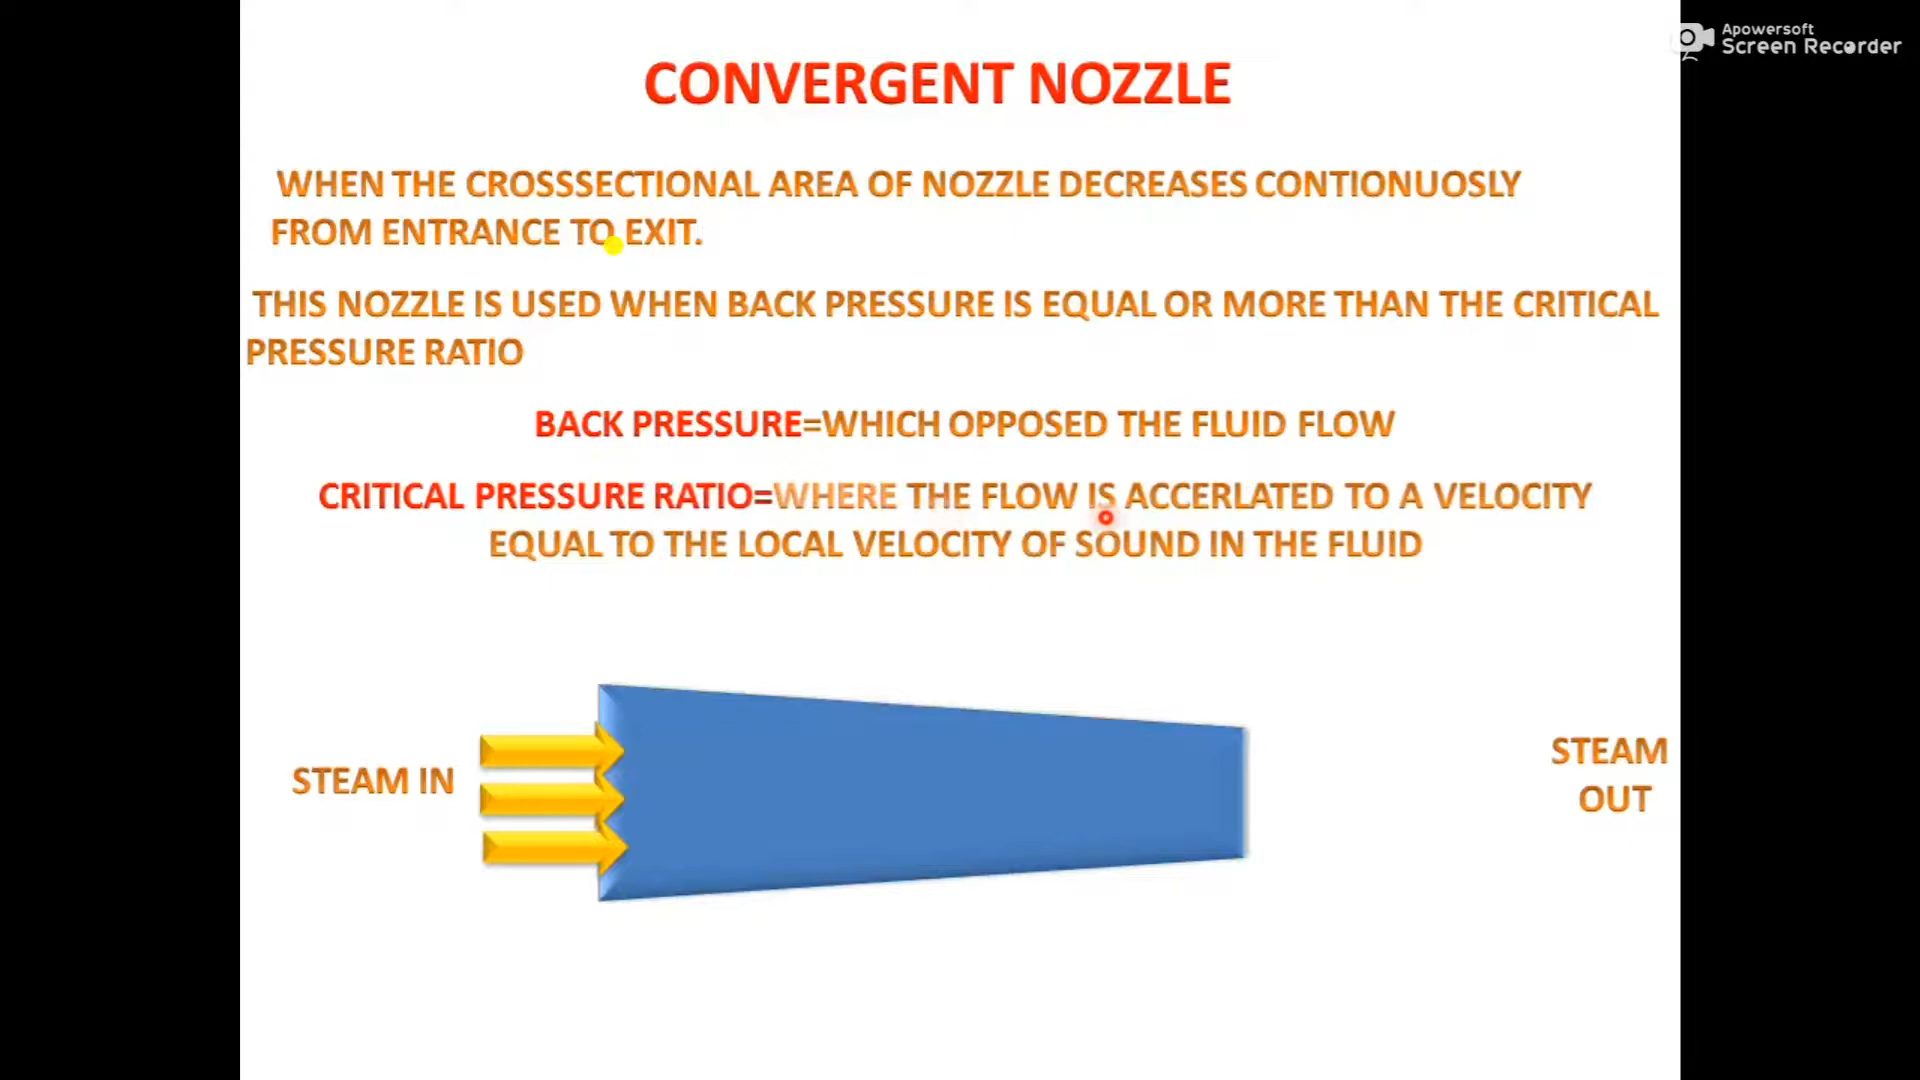 Apowersoft
Screen Recorder
CONVERGENT NOZZLE
WHEN THE CROSSSECTIONAL AREA OF NOZZLE DECREASES CONTIONUOSLY
FROM ENTRANCE TO EXIT.
THIS NOZZLE IS USED WHEN BACK PRESSURE IS EQUAL OR MORE THAN THE CRITICAL
PRESSURE RATIO
BACK PRESSURE=WHICH OPPOSED THE FLUID FLOW
CRITICAL PRESSURE RATIO=WHERE THE FLOW IS ACCERLATED TO A VELOCITY
EQUAL TO THE LOCAL VELOCITY OF SOUND IN THE FLUID
STEAM IN
STEAM
OUT